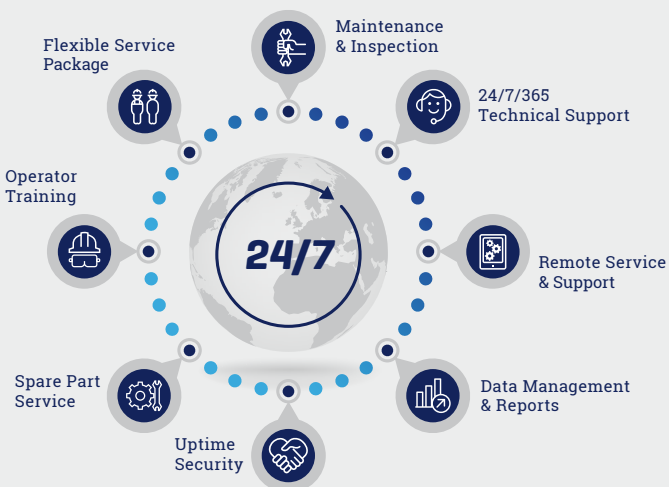 Maintenance
& Inspection
24/7/365
Technical Support
Remote Service
& Support
Data Management
& Reports
Uptime
Security
Spare Part
Service
Operator
Training
Flexible Service
Package
24/7